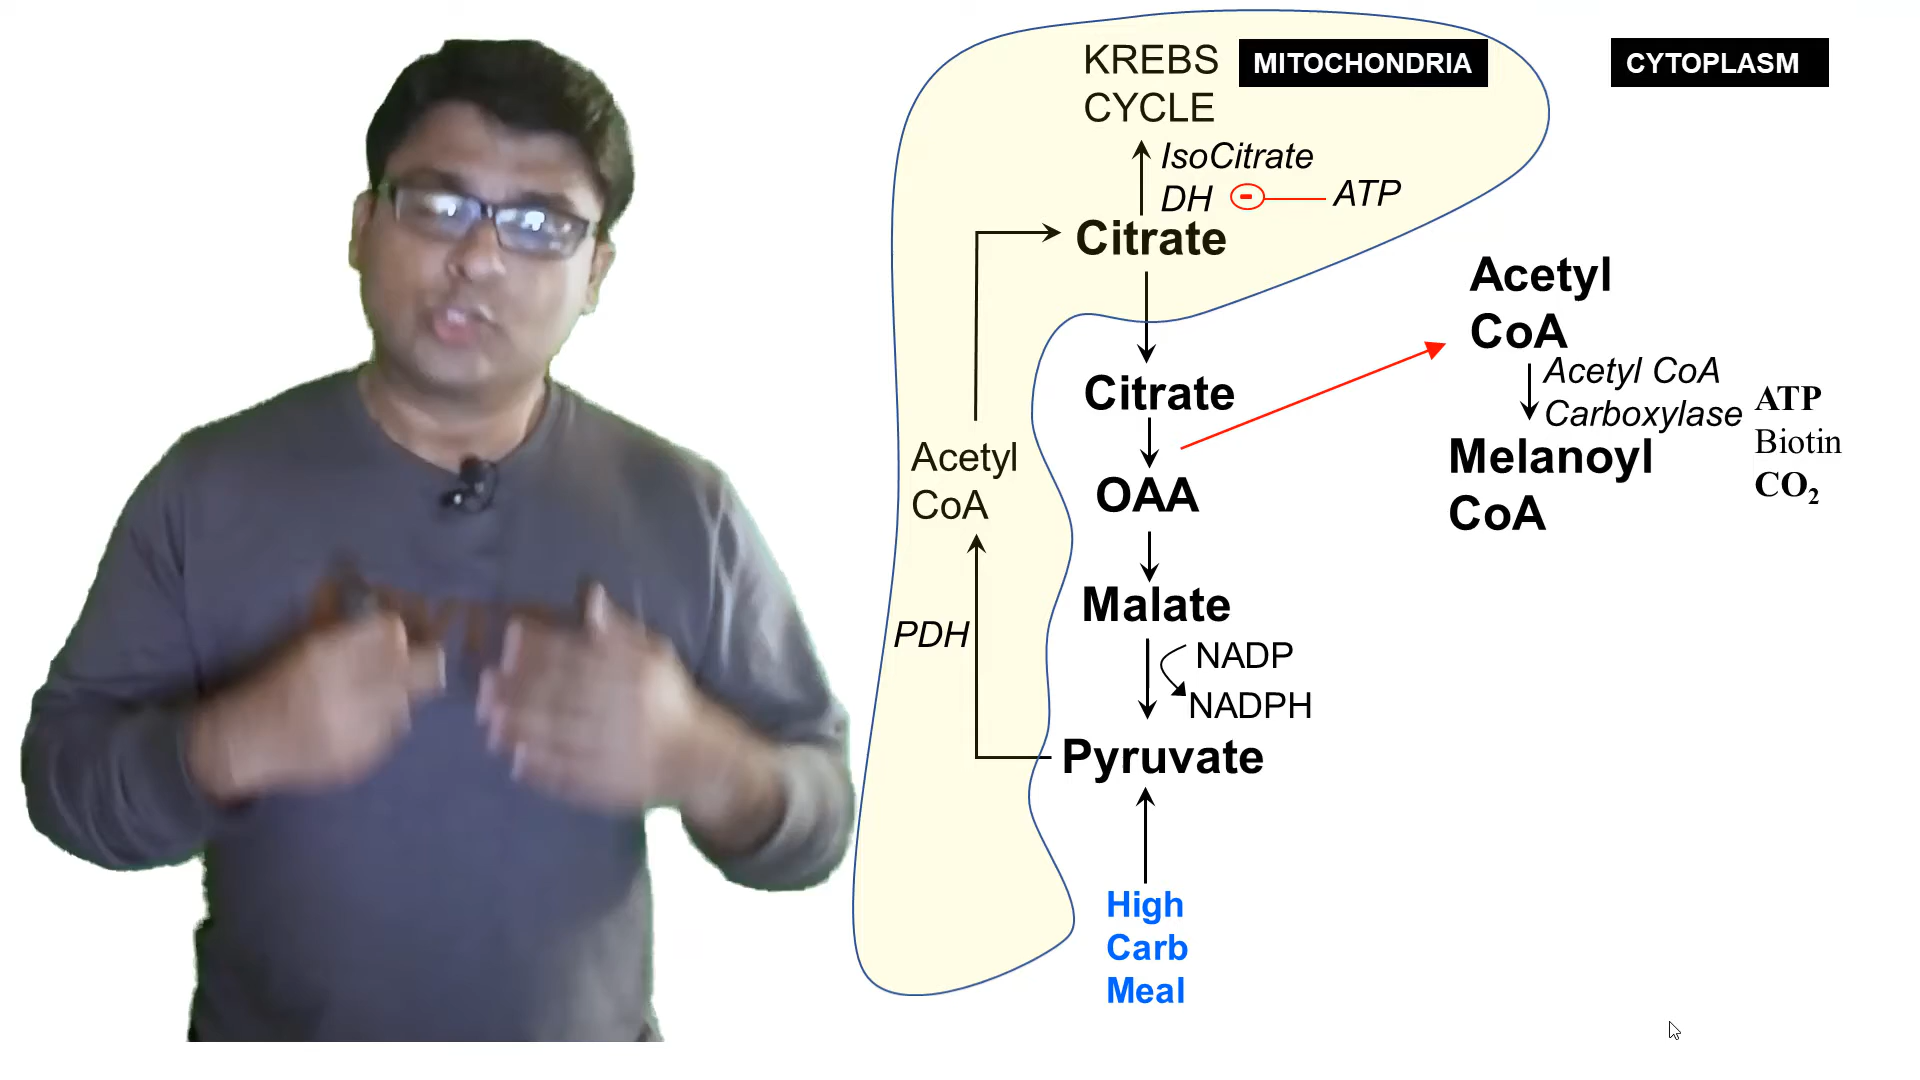 KREBS
CYCLE
MITOCHONDRIA
CYTOPLASM
IsoCitrate
DH
-
ATP
Citrate
Acetyl
CoA
Acetyl CoA
Carboxylase
ATP
Biotin
CO₂
Melanoyl
CoA
Citrate
OAA
Acetyl
CoA
Malate
PDH
NADP
NADPH
Pyruvate
High
Carb
Meal